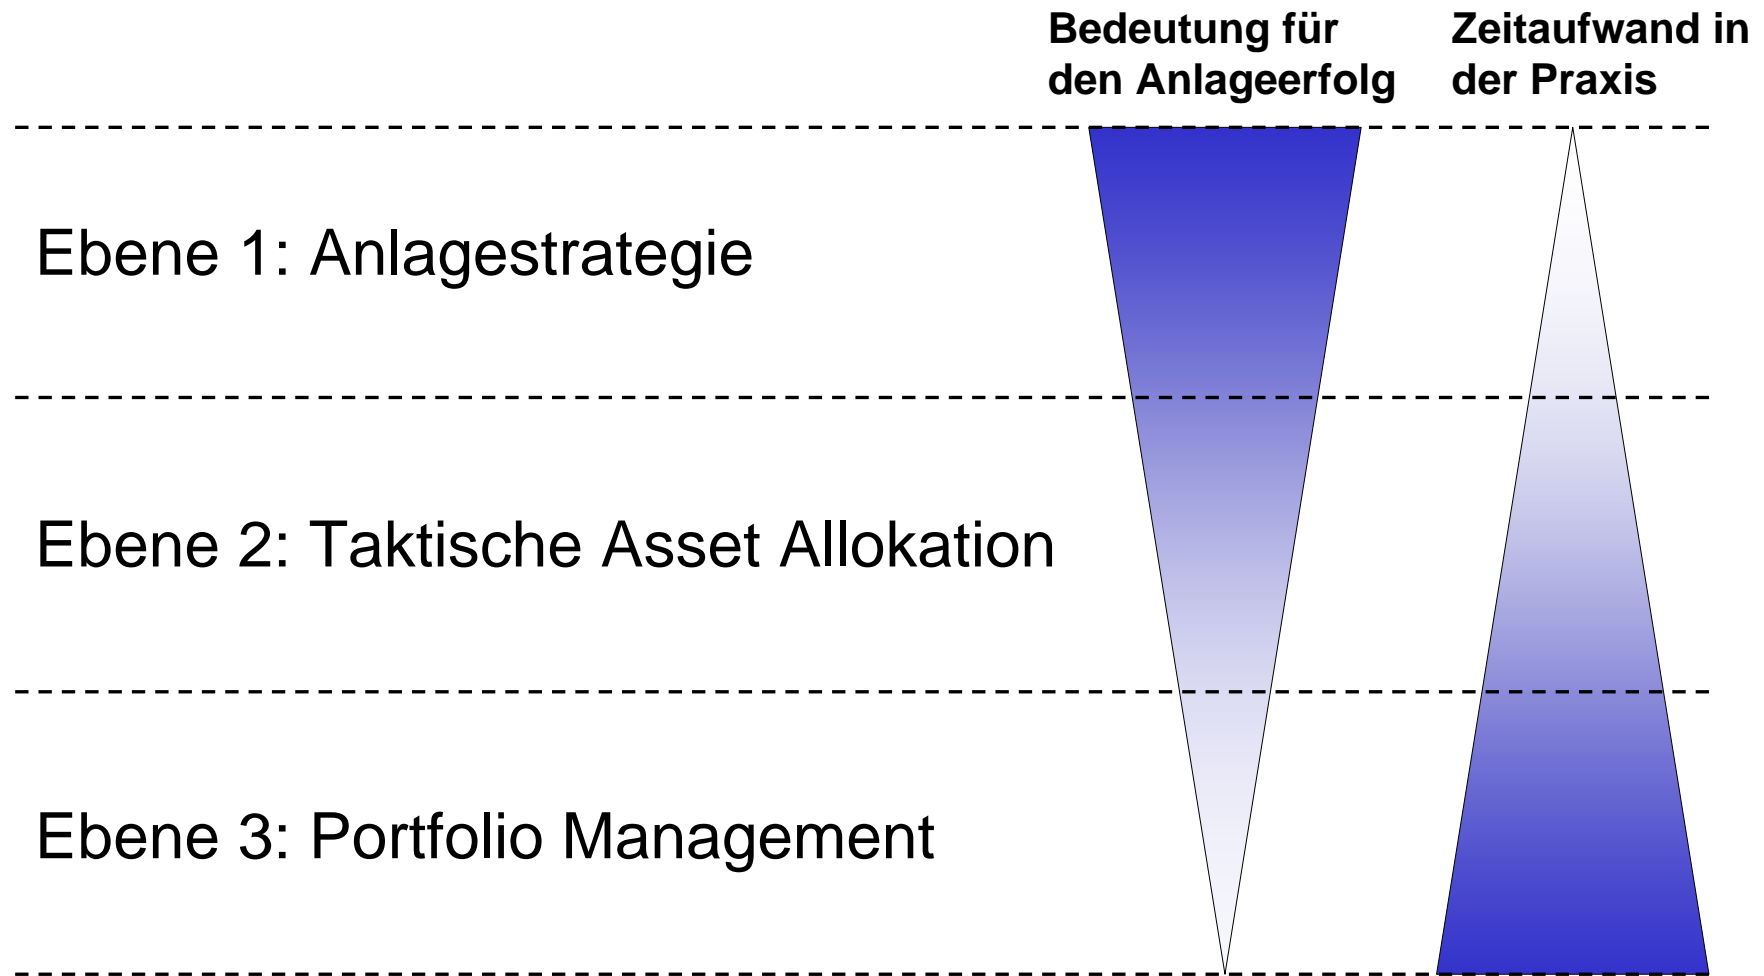 Bedeutung für
den Anlageerfolg
Zeitaufwand in
der Praxis
Ebene 1: Anlagestrategie
Ebene 2: Taktische Asset Allokation
Ebene 3: Portfolio Management